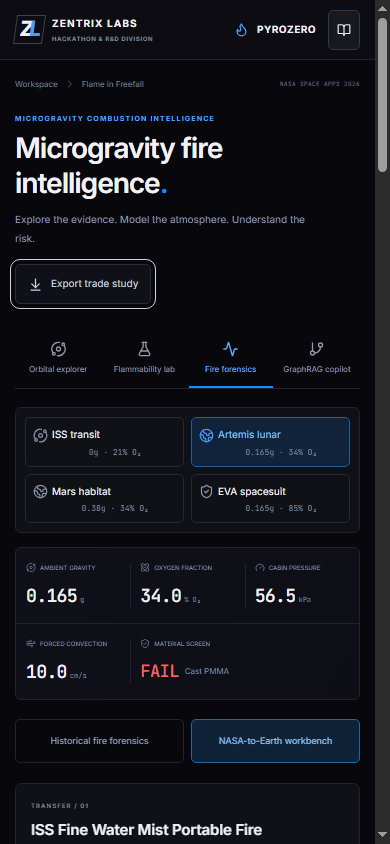 ZENTRIX LABS
HACKATHON & R&D DIVISION
PYROZERO
Workspace > Flame in Freefall
NASA SPACE APPS 2026
MICROGRAVITY COMBUSTION INTELLIGENCE
Microgravity fire
intelligence.
Explore the evidence. Model the atmosphere. Understand the
risk.
Export trade study
Orbital explorer Flammability lab Fire forensics GraphRAG copilot
ISS transit
0g · 21% O₂
Artemis lunar
0.165g · 34% O₂
Mars habitat
0.38g · 34% O₂
EVA spacesuit
0.165g · 85% O₂
AMBIENT GRAVITY
0.165 g
OXYGEN FRACTION
34.0 % O₂
CABIN PRESSURE
56.5 kPa
FORCED CONVECTION
10.0 cm/s
MATERIAL SCREEN
FAIL Cast PMMA
Historical fire forensics
NASA-to-Earth workbench
TRANSFER / 01
ISS Fine Water Mist Portable Fire